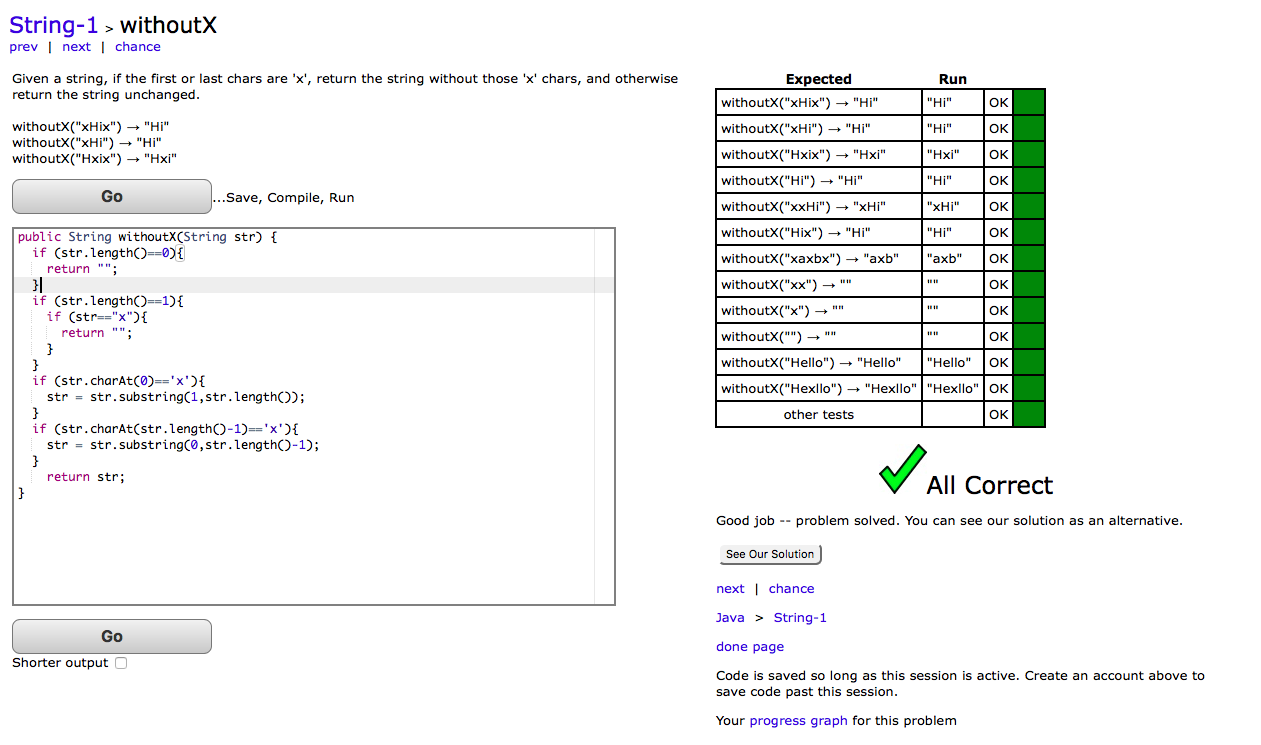 String-1 > withoutX
prev | next | chance
Given a string, if the first or last chars are 'x', return the string without those 'x' chars, and otherwise
return the string unchanged.
withoutX("xHix") → "Hi"
withoutX("xHi") → "Hi"
withoutX("Hxix") → "Hxi"
Go ...Save, Compile, Run
public String withoutX(String str) {
if (str.length()==0){
return "";
}
if (str.length()==1){
if (str=="x"){
return "";
}
}
if (str.charAt(0)=='x'){
str = str.substring(1,str.length());
}
if (str.charAt(str.length()-1)=='x'){
str = str.substring(0,str.length()-1);
}
return str;
}
Go
Shorter output
Expected Run
withoutX("xHix") → "Hi" "Hi" OK
withoutX("xHi") → "Hi" "Hi" OK
withoutX("Hxix") → "Hxi" "Hxi" OK
withoutX("Hi") → "Hi" "Hi" OK
withoutX("xxHi") → "xHi" "xHi" OK
withoutX("Hix") → "Hi" "Hi" OK
withoutX("xaxbx") → "axb" "axb" OK
withoutX("xx") → "" "" OK
withoutX("x") → "" "" OK
withoutX("") → "" "" OK
withoutX("Hello") → "Hello" "Hello" OK
withoutX("Hexllo") → "Hexllo" "Hexllo" OK
other tests OK
All Correct
Good job -- problem solved. You can see our solution as an alternative.
See Our Solution
next | chance
Java > String-1
done page
Code is saved so long as this session is active. Create an account above to
save code past this session.
Your progress graph for this problem